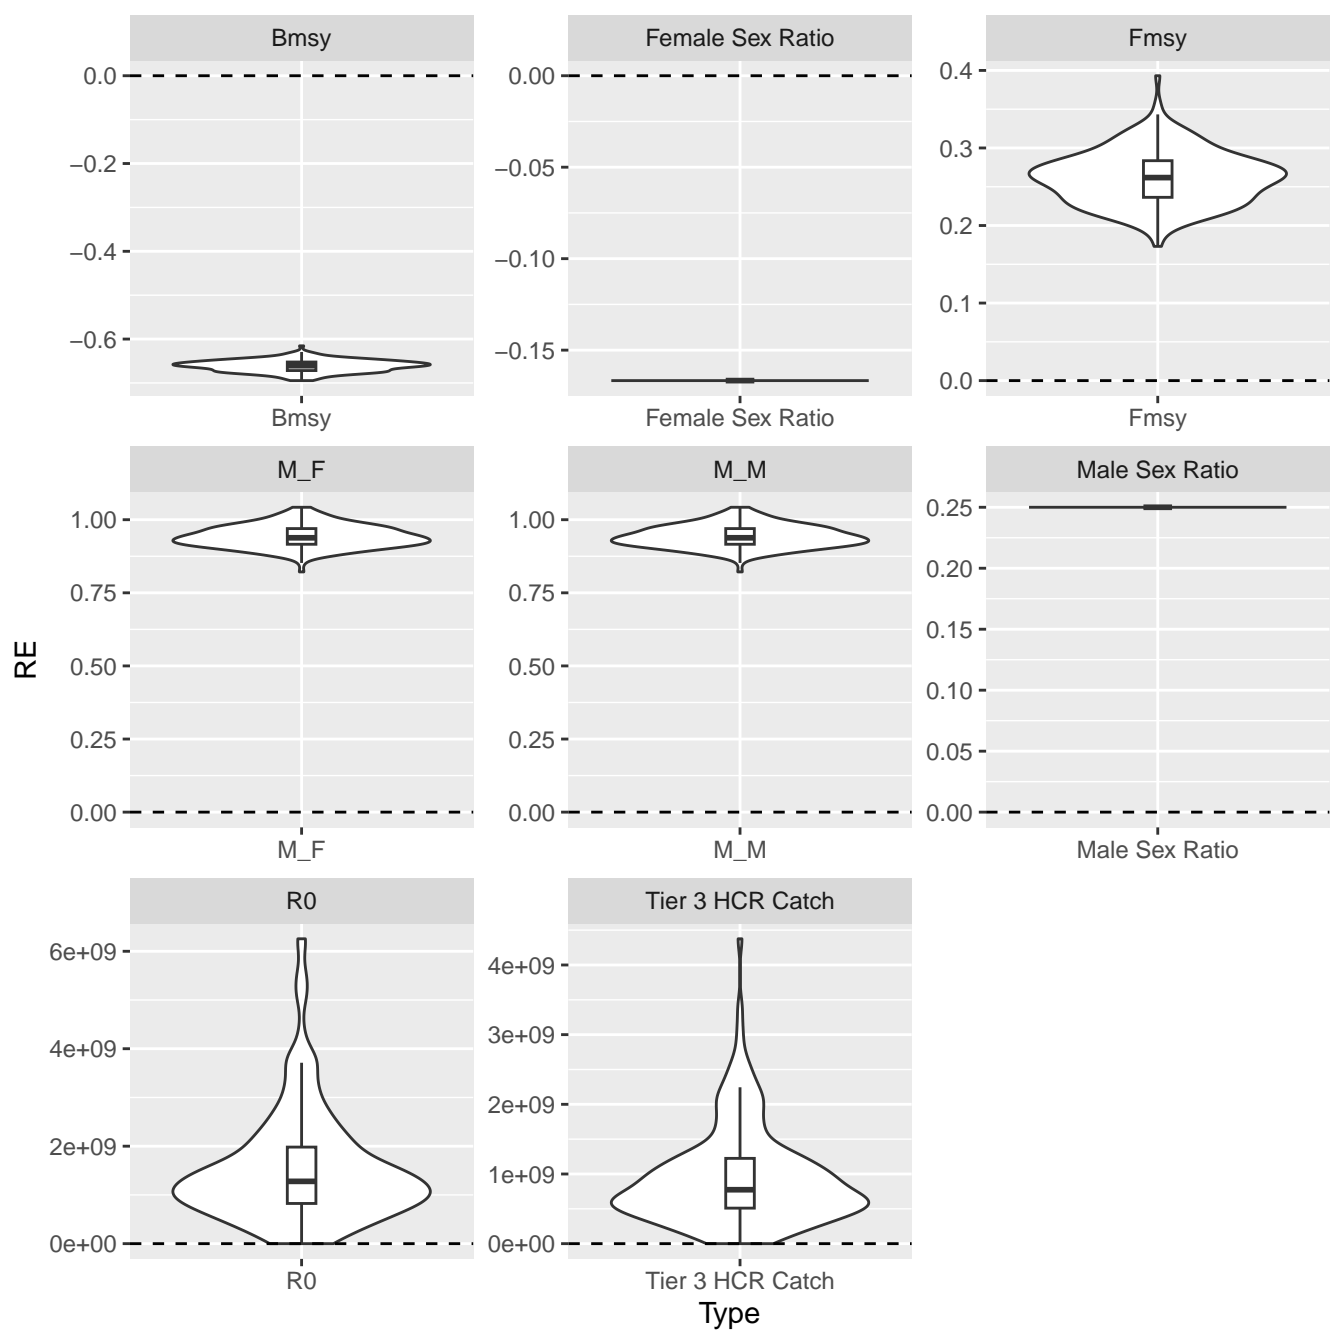 Bmsy
Female Sex Ratio
Fmsy
0.0
−0.2
−0.4
−0.6
0.00
−0.05
−0.10
−0.15
0.4
0.3
0.2
0.1
0.0
Bmsy
Female Sex Ratio
Fmsy
M_F
M_M
Male Sex Ratio
1.00
0.75
0.50
0.25
0.00
1.00
0.75
0.50
0.25
0.00
0.25
0.20
0.15
0.10
0.05
0.00
M_F
M_M
Male Sex Ratio
RE
R0
Tier 3 HCR Catch
6e+09
4e+09
2e+09
0e+00
4e+09
3e+09
2e+09
1e+09
0e+00
R0
Tier 3 HCR Catch
Type